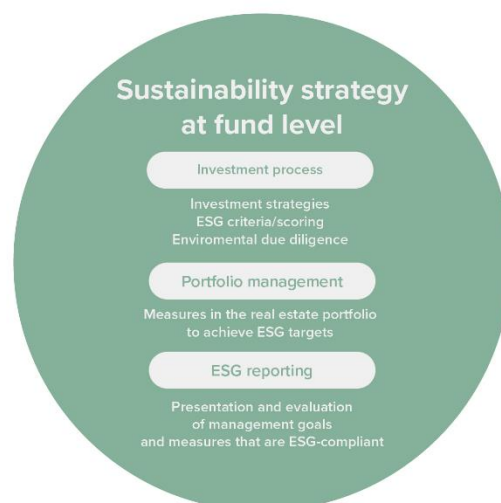 Sustainability strategy
at fund level
Investment process
Investment strategies
ESG criteria/scoring
Enviromental due diligence
Portfolio management
Measures in the real estate portfolio
to achieve ESG targets
ESG reporting
Presentation and evaluation
of management goals
and measures that are ESG-compliant